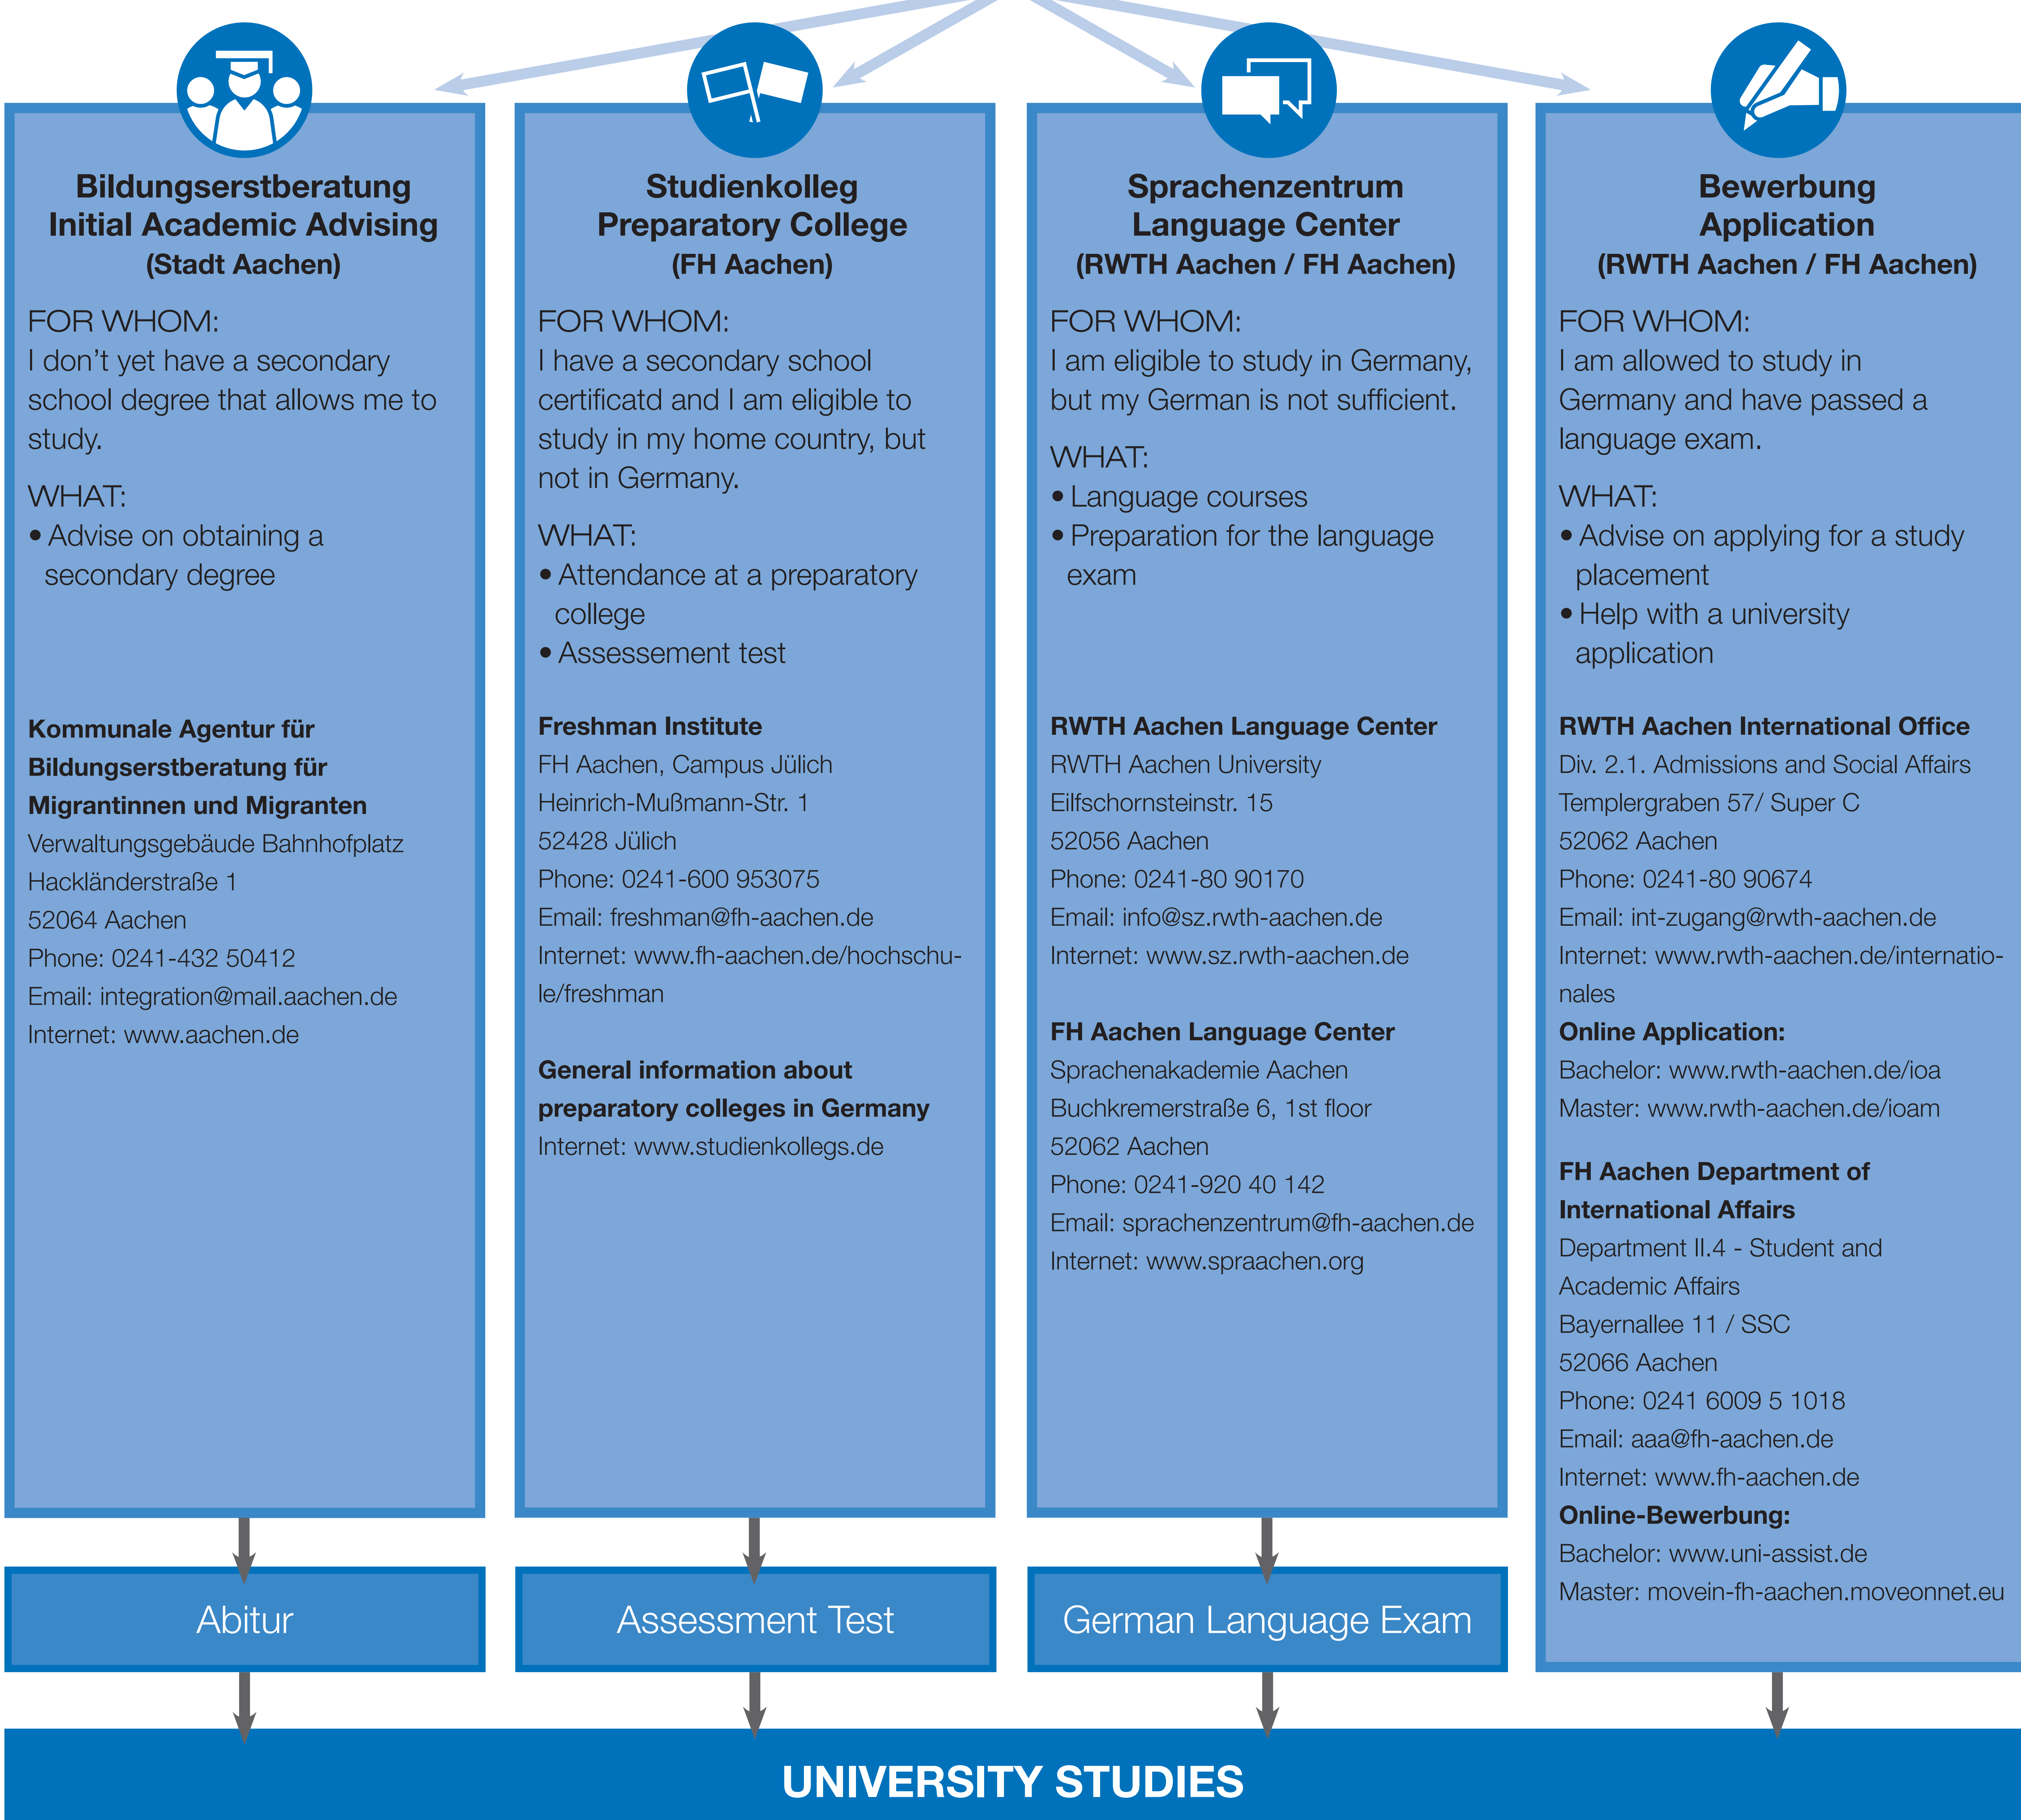 Bildungserstberatung
Initial Academic Advising
(Stadt Aachen)
FOR WHOM:
I don’t yet have a secondary
school degree that allows me to
study.
WHAT:
• Advise on obtaining a
secondary degree
Kommunale Agentur für
Bildungserstberatung für
Migrantinnen und Migranten
Verwaltungsgebäude Bahnhofplatz
Hackländerstraße 1
52064 Aachen
Phone: 0241-432 50412
Email: integration@mail.aachen.de
Internet: www.aachen.de
Abitur
Studienkolleg
Preparatory College
(FH Aachen)
FOR WHOM:
I have a secondary school
certificatd and I am eligible to
study in my home country, but
not in Germany.
WHAT:
• Attendance at a preparatory
college
• Assessement test
Freshman Institute
FH Aachen, Campus Jülich
Heinrich-Mußmann-Str. 1
52428 Jülich
Phone: 0241-600 953075
Email: freshman@fh-aachen.de
Internet: www.fh-aachen.de/hochschu-
le/freshman
General information about
preparatory colleges in Germany
Internet: www.studienkollegs.de
Assessment Test
Sprachenzentrum
Language Center
(RWTH Aachen / FH Aachen)
FOR WHOM:
I am eligible to study in Germany,
but my German is not sufficient.
WHAT:
• Language courses
• Preparation for the language
exam
RWTH Aachen Language Center
RWTH Aachen University
Eilfschornsteinstr. 15
52056 Aachen
Phone: 0241-80 90170
Email: info@sz.rwth-aachen.de
Internet: www.sz.rwth-aachen.de
FH Aachen Language Center
Sprachenakademie Aachen
Buchkremerstraße 6, 1st floor
52062 Aachen
Phone: 0241-920 40 142
Email: sprachenzentrum@fh-aachen.de
Internet: www.spraachen.org
German Language Exam
Bewerbung
Application
(RWTH Aachen / FH Aachen)
FOR WHOM:
I am allowed to study in
Germany and have passed a
language exam.
WHAT:
• Advise on applying for a study
placement
• Help with a university
application
RWTH Aachen International Office
Div. 2.1. Admissions and Social Affairs
Templergraben 57/ Super C
52062 Aachen
Phone: 0241-80 90674
Email: int-zugang@rwth-aachen.de
Internet: www.rwth-aachen.de/internatio-
nales
Online Application:
Bachelor: www.rwth-aachen.de/ioa
Master: www.rwth-aachen.de/ioam
FH Aachen Department of
International Affairs
Department II.4 - Student and
Academic Affairs
Bayernallee 11 / SSC
52066 Aachen
Phone: 0241 6009 5 1018
Email: aaa@fh-aachen.de
Internet: www.fh-aachen.de
Online-Bewerbung:
Bachelor: www.uni-assist.de
Master: movein-fh-aachen.moveonnet.eu
UNIVERSITY STUDIES